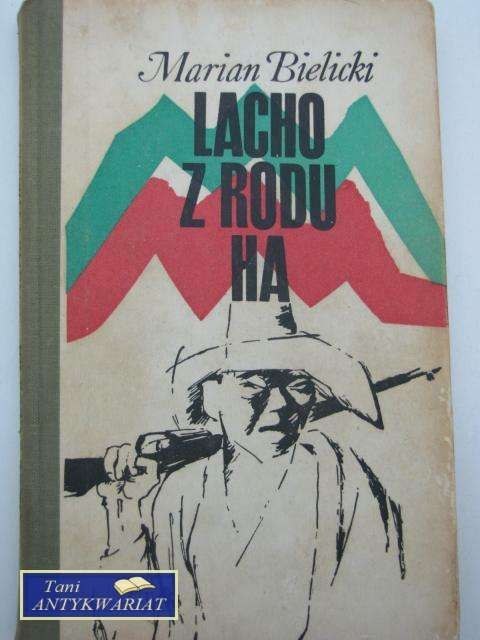 Marian Bielicki
LACHO
Z RODU
HA
Tani
ANTYKWARIAT